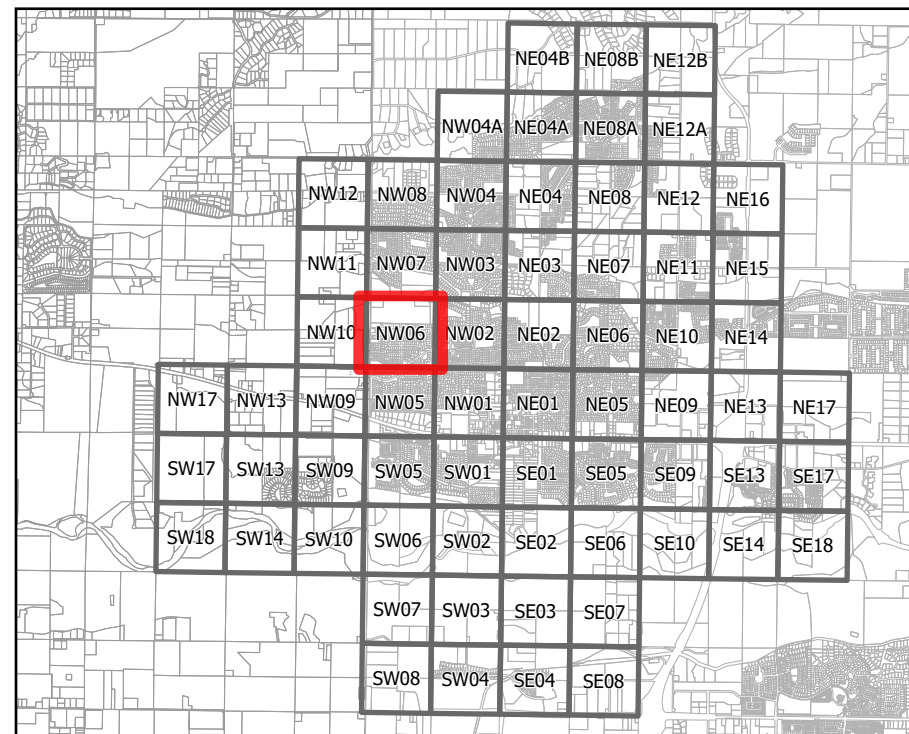 NE04B NE08B NE12B
NW04A NE04A NE08A NE12A
NW12 NW08 NW04 NE04 NE08 NE12 NE16
NW11 NW07 NW03 NE03 NE07 NE11 NE15
NW10 NW06 NW02 NE02 NE06 NE10 NE14
NW17 NW13 NW09 NW05 NW01 NE01 NE05 NE09 NE13 NE17
SW17 SW13 SW09 SW05 SW01 SE01 SE05 SE09 SE13 SE17
SW18 SW14 SW10 SW06 SW02 SE02 SE06 SE10 SE14 SE18
SW07 SW03 SE03 SE07
SW08 SW04 SE04 SE08